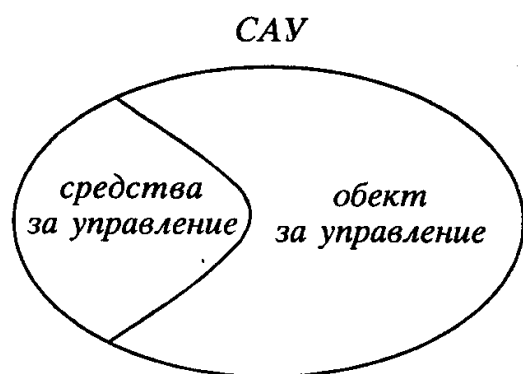 САУ
средства
за управление
обект
за управление